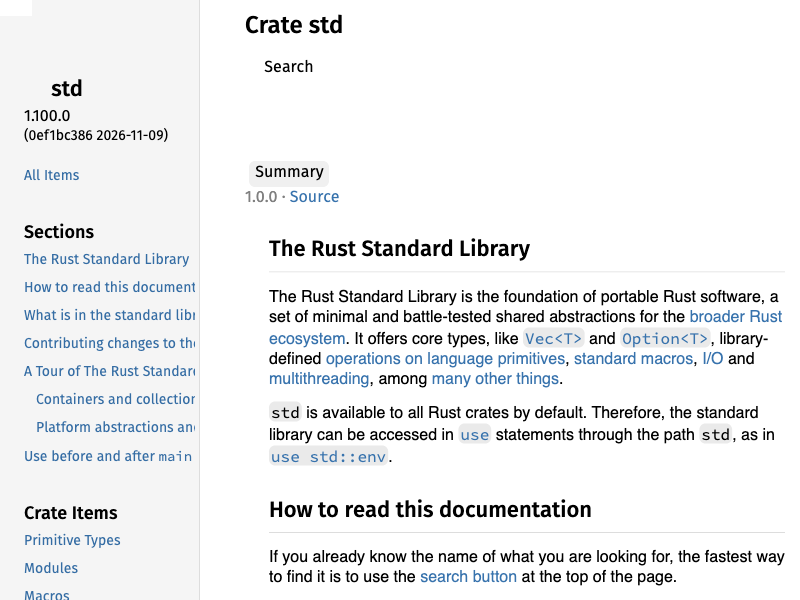 std
1.100.0
(0ef1bc386 2026-11-09)
All Items
Sections
The Rust Standard Library
How to read this document
What is in the standard libr
Contributing changes to the
A Tour of The Rust Standard
Containers and collection
Platform abstractions and
Use before and after main
Crate Items
Primitive Types
Modules
Macros
Crate std
Search
Summary
1.0.0 · Source
The Rust Standard Library
The Rust Standard Library is the foundation of portable Rust software, a
set of minimal and battle-tested shared abstractions for the broader Rust
ecosystem. It offers core types, like Vec<T> and Option<T>, library-
defined operations on language primitives, standard macros, I/O and
multithreading, among many other things.
std is available to all Rust crates by default. Therefore, the standard
library can be accessed in use statements through the path std, as in
use std::env.
How to read this documentation
If you already know the name of what you are looking for, the fastest way
to find it is to use the search button at the top of the page.